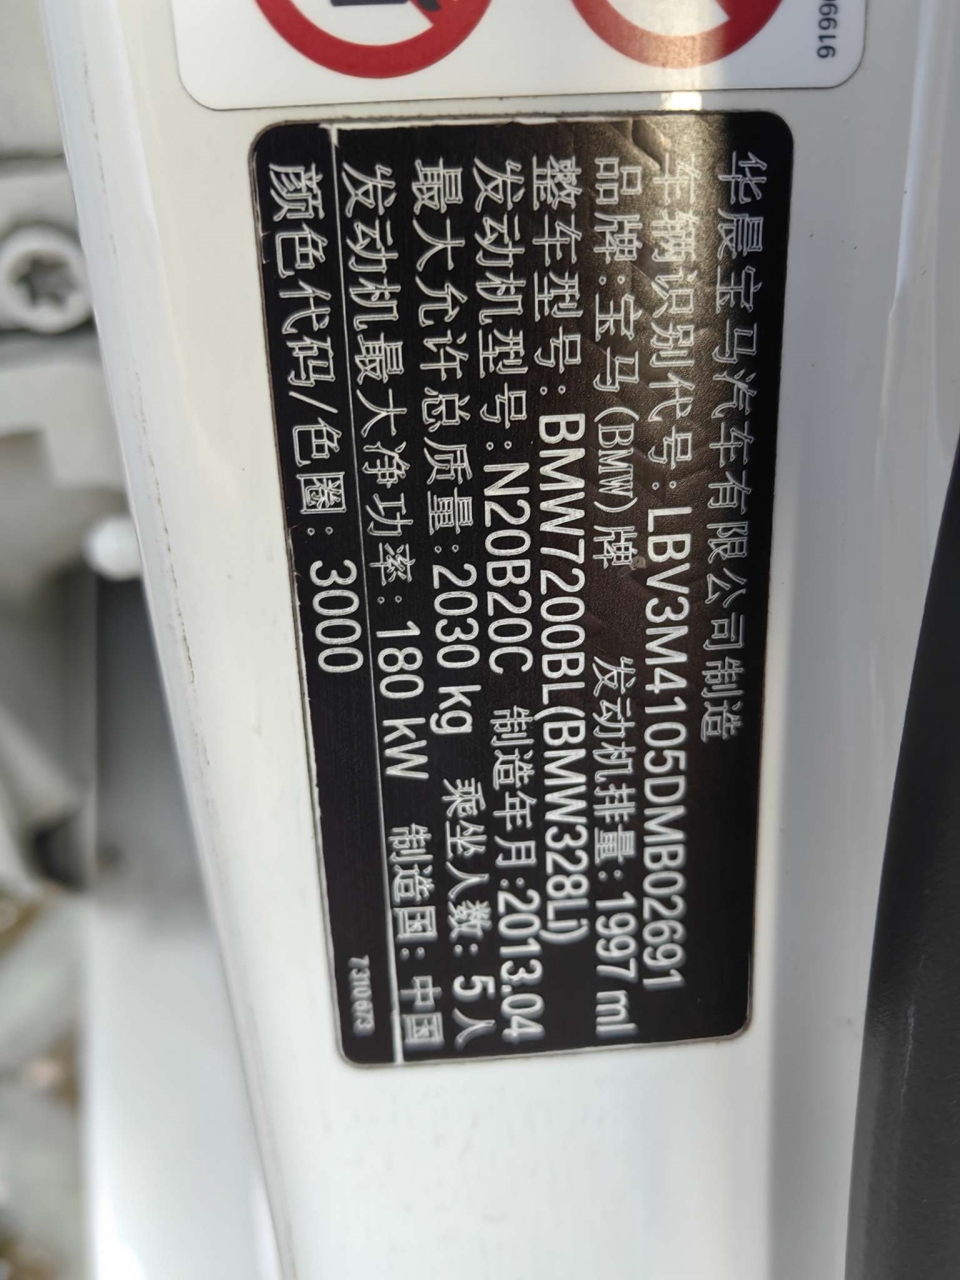 华晨宝马汽车有限公司制造
车辆识别代号：LBV3M4105DMB02691
品牌：宝马(BMW)牌 发动机排量：1997 ml
整车型号：BMW7200BL(BMW328Li)
发动机型号：N20B20C 制造年月：2013.04
最大允许总质量：2030 kg 乘坐人数：5人
发动机最大净功率：180 kW 制造国：中国
颜色代码/色圈：3000
7310673